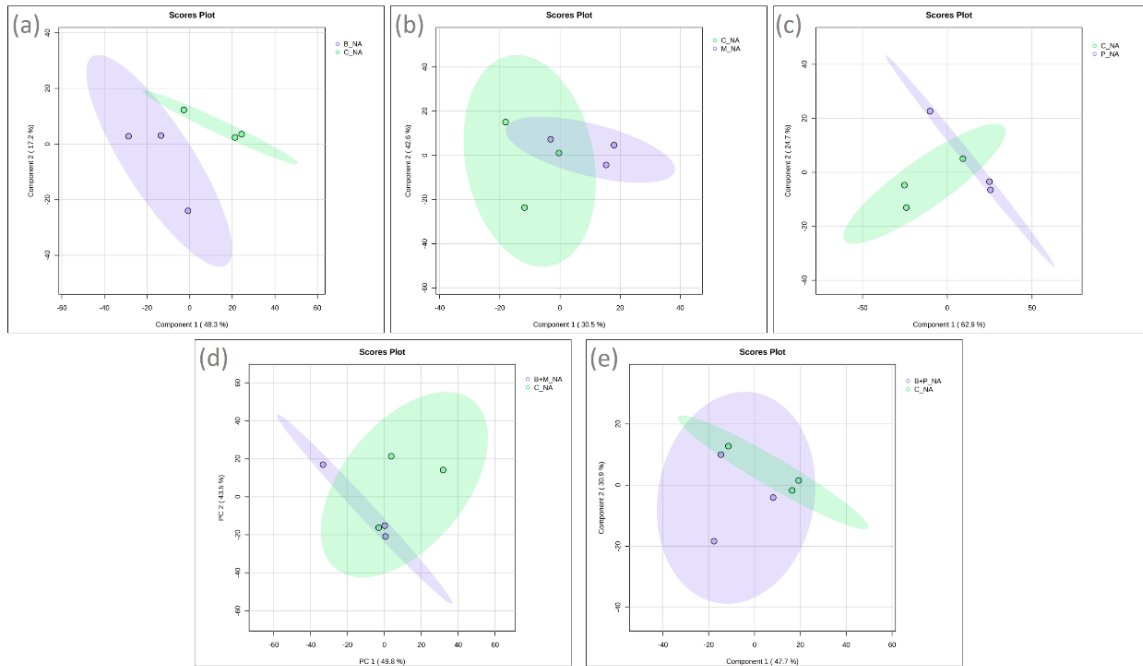 (a)
Scores Plot
B_NA
C_NA
Component 2 ( 17.2 %)
40
20
0
-20
-40
-60
-40
-20
0
20
40
60
Component 1 ( 48.3 %)
(b)
Scores Plot
C_NA
M_NA
Component 2 ( 42.6 %)
60
40
20
0
-20
-40
-60
-40
-20
0
20
40
Component 1 ( 30.5 %)
(c)
Scores Plot
C_NA
P_NA
Component 2 ( 24.7 %)
40
20
0
-20
-40
-50
0
50
Component 1 ( 62.9 %)
(d)
Scores Plot
B+M_NA
C_NA
PC 2 ( 43.5 %)
60
40
20
0
-20
-40
-60
-60
-40
-20
0
20
40
60
PC 1 ( 49.8 %)
(e)
Scores Plot
B+P_NA
C_NA
Component 2 ( 30.9 %)
20
0
-20
-40
-60
-40
-20
0
20
40
60
Component 1 ( 47.7 %)